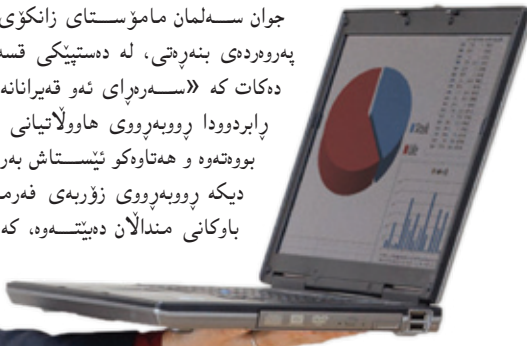 جوان ســـەلمان مامۆســـتای زانکۆی
پەروەردەی بنەڕەتی، لە دەستپێکی قسە
دەکات کە «ســـەرەڕای ئەو قەیرانانە
ڕابردوودا ڕووبەڕووی هاووڵاتیانی
بووەتەوە و هەتاوەکو ئێســـتاش بەر
دیکە ڕووبەڕووی زۆربەی فەرم
باوکانی منداڵان دەبێتـــەوە، کە